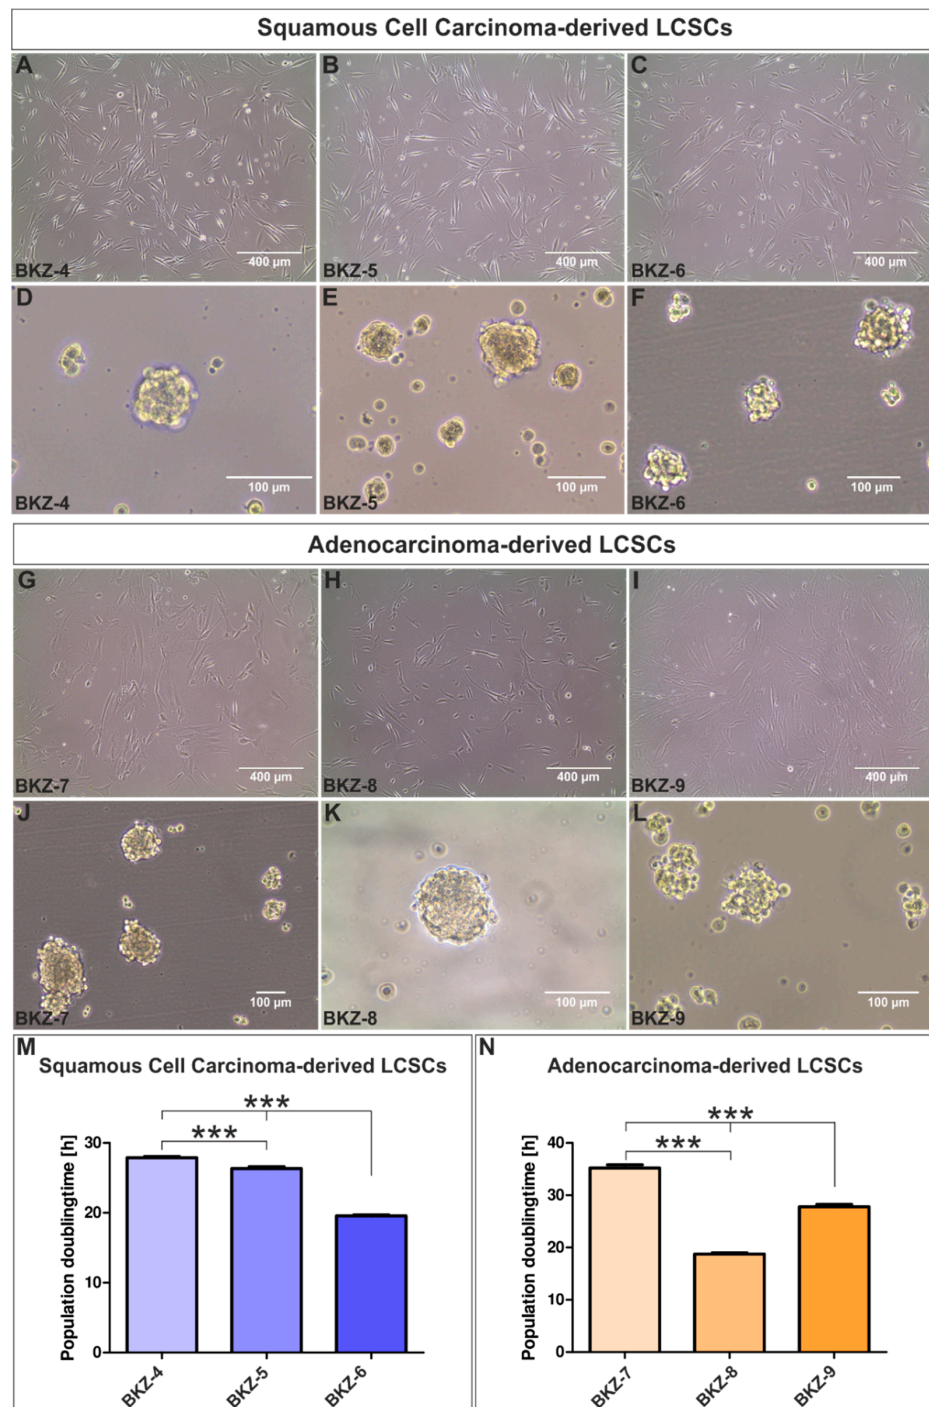 Squamous Cell Carcinoma-derived LCSCs
A B C
400 µm 400 µm 400 µm
BKZ-4 BKZ-5 BKZ-6
D E F
100 µm 100 µm 100 µm
BKZ-4 BKZ-5 BKZ-6
Adenocarcinoma-derived LCSCs
G H I
400 µm 400 µm 400 µm
BKZ-7 BKZ-8 BKZ-9
J K L
100 µm 100 µm 100 µm
BKZ-7 BKZ-8 BKZ-9
M
Squamous Cell Carcinoma-derived LCSCs
***
***
Population doublingtime [h]
30
20
10
0
BKZ-4 BKZ-5 BKZ-6
N
Adenocarcinoma-derived LCSCs
***
***
Population doublingtime [h]
40
30
20
10
0
BKZ-7 BKZ-8 BKZ-9